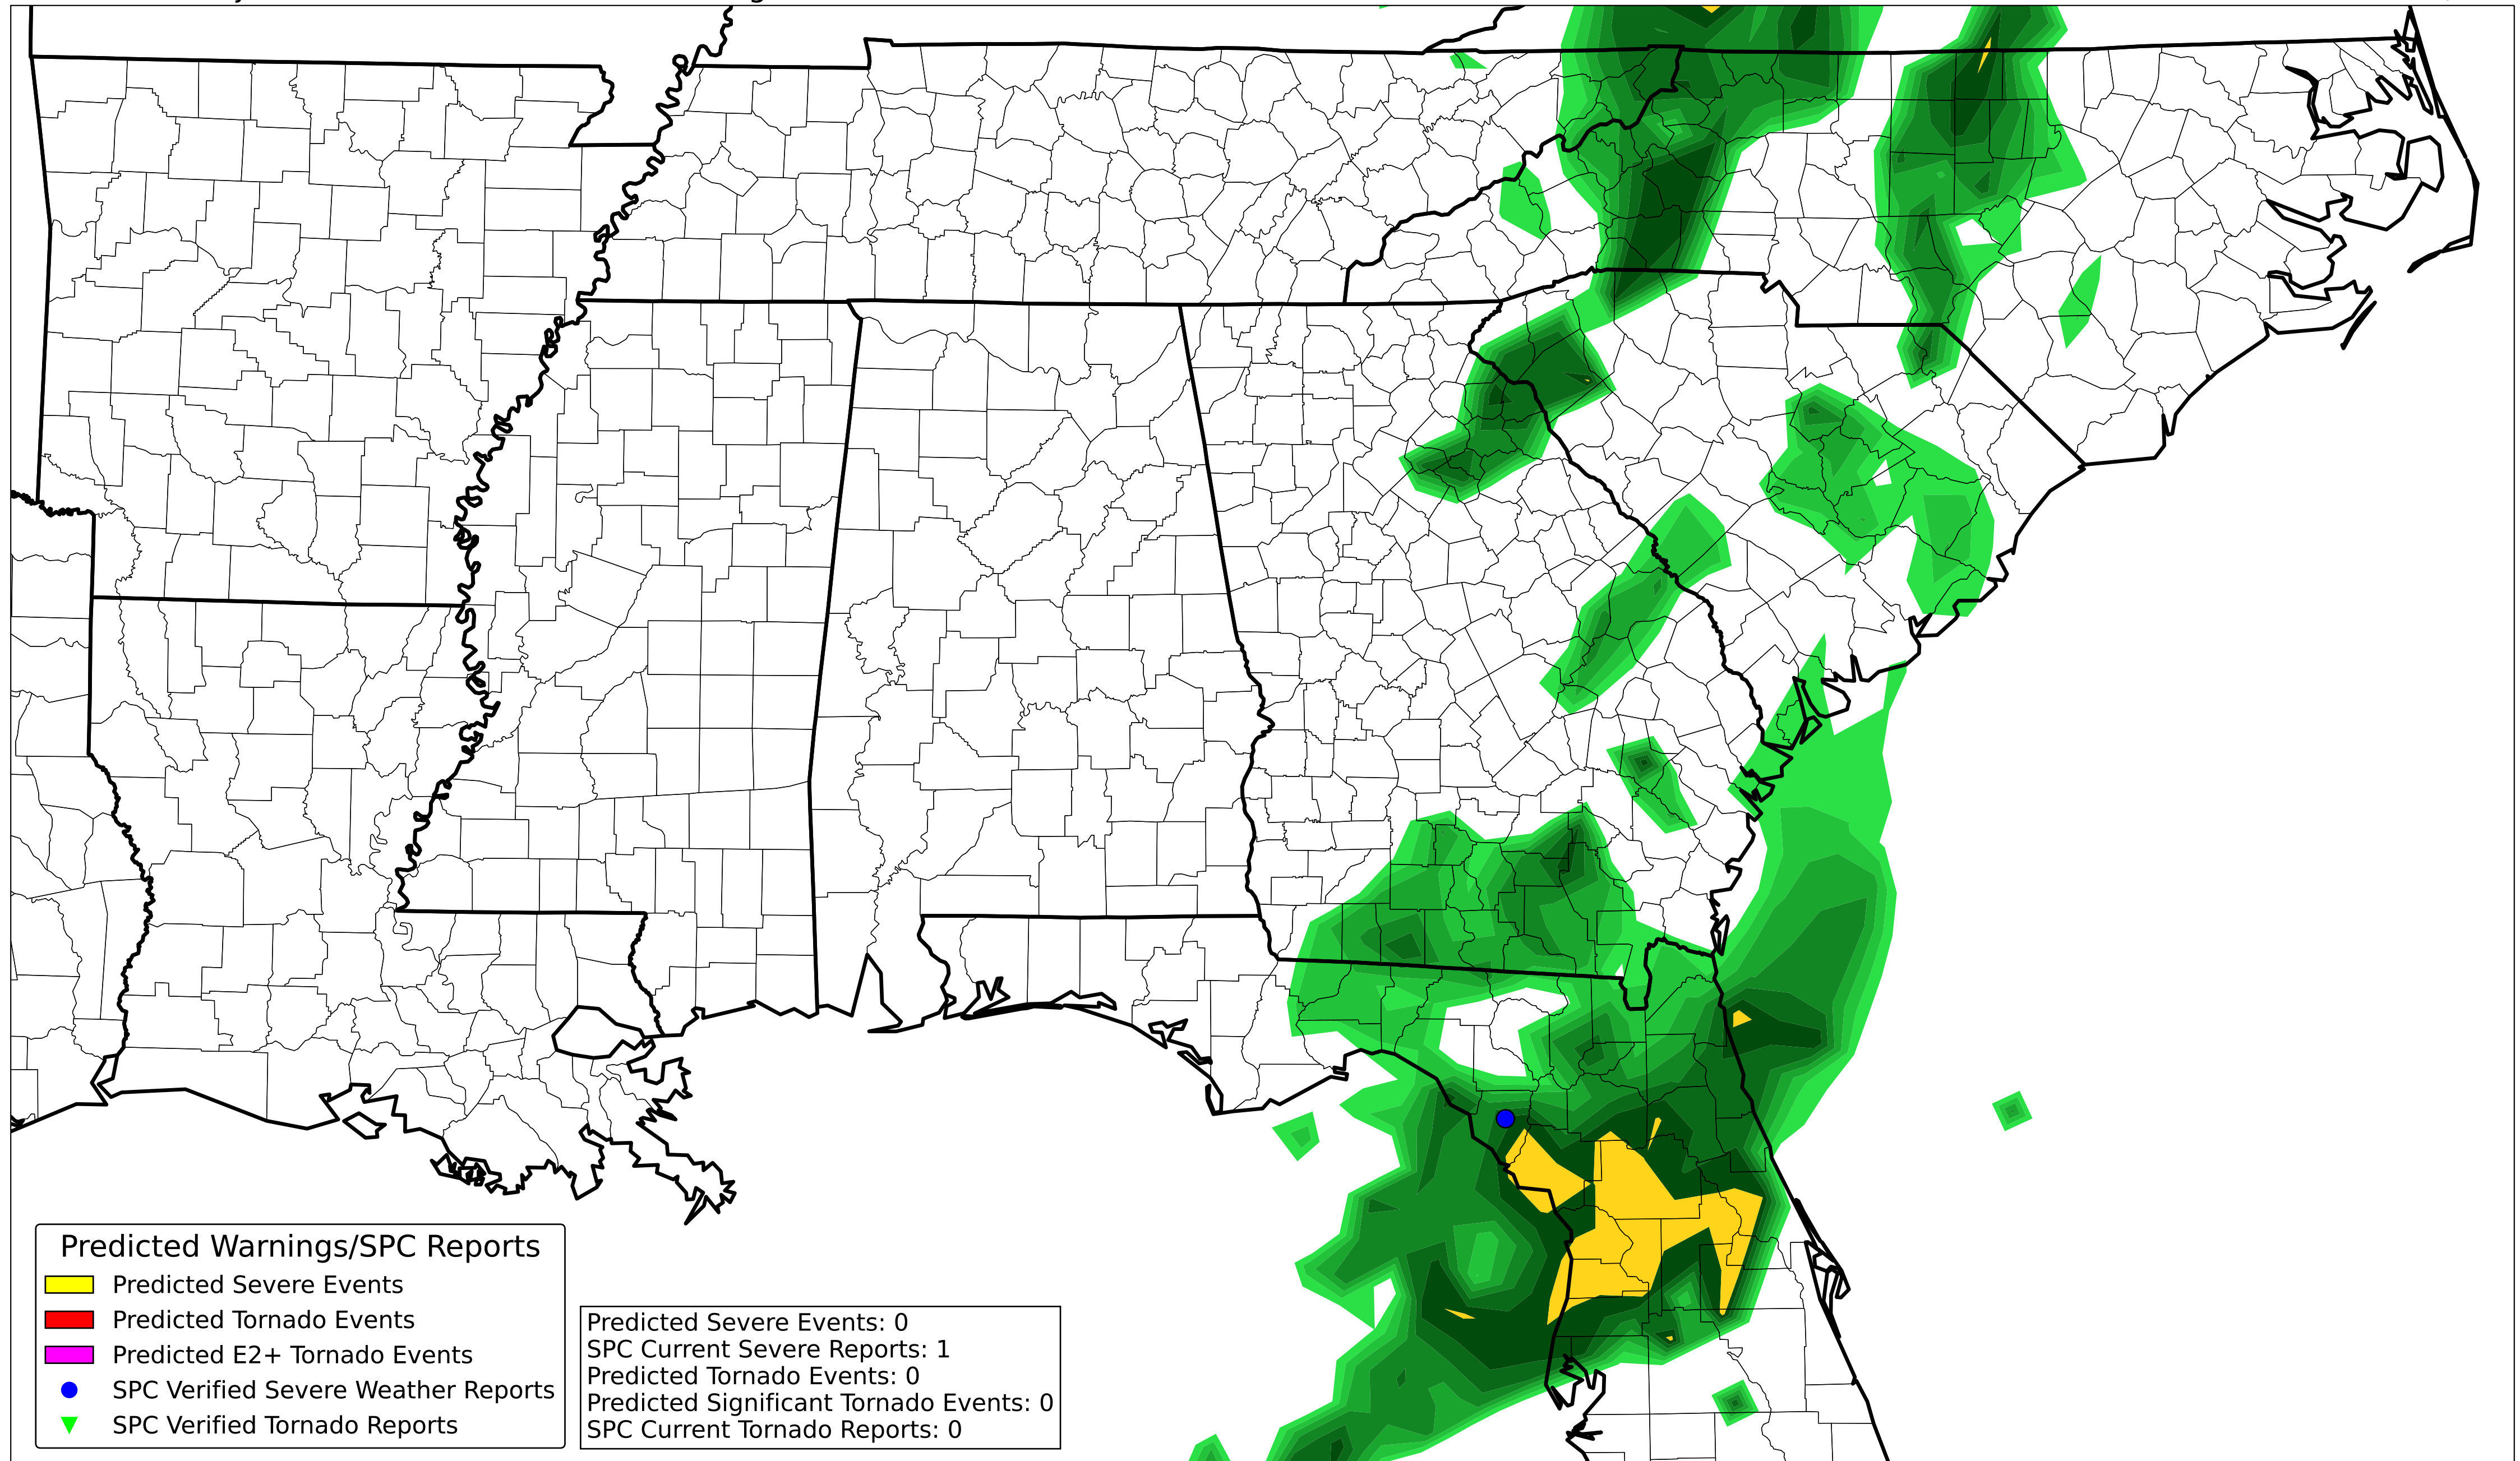 Predicted Warnings/SPC Reports
Predicted Severe Events
Predicted Tornado Events
Predicted E2+ Tornado Events
SPC Verified Severe Weather Reports
SPC Verified Tornado Reports
Predicted Severe Events: 0
SPC Current Severe Reports: 1
Predicted Tornado Events: 0
Predicted Significant Tornado Events: 0
SPC Current Tornado Reports: 0